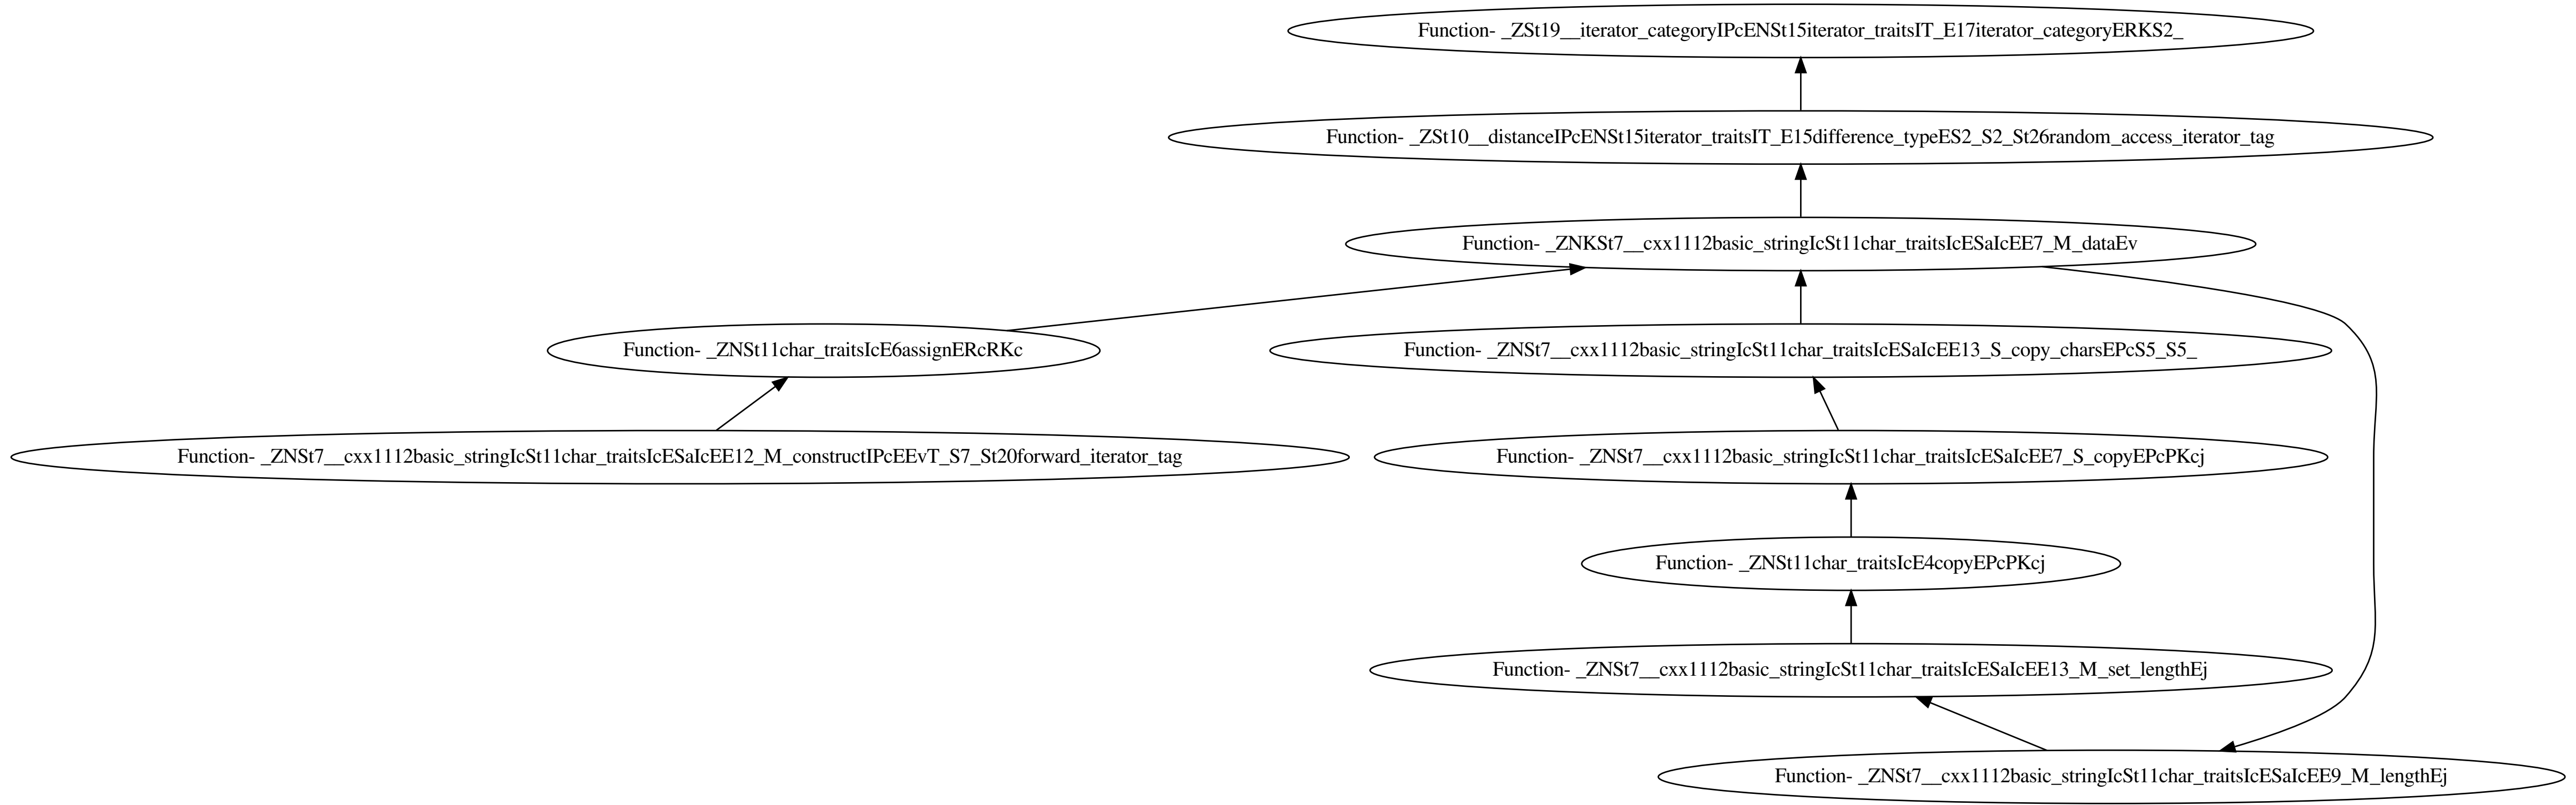 Function- _ZSt19__iterator_categoryIPcENSt15iterator_traitsIT_E17iterator_categoryERKS2_
Function- _ZSt10__distanceIPcENSt15iterator_traitsIT_E15difference_typeES2_S2_St26random_access_iterator_tag
Function- _ZNKSt7__cxx1112basic_stringIcSt11char_traitsIcESaIcEE7_M_dataEv
Function- _ZNSt11char_traitsIcE6assignERcRKc
Function- _ZNSt7__cxx1112basic_stringIcSt11char_traitsIcESaIcEE13_S_copy_charsEPcS5_S5_
Function- _ZNSt7__cxx1112basic_stringIcSt11char_traitsIcESaIcEE12_M_constructIPcEEvT_S7_St20forward_iterator_tag
Function- _ZNSt7__cxx1112basic_stringIcSt11char_traitsIcESaIcEE7_S_copyEPcPKcj
Function- _ZNSt11char_traitsIcE4copyEPcPKcj
Function- _ZNSt7__cxx1112basic_stringIcSt11char_traitsIcESaIcEE13_M_set_lengthEj
Function- _ZNSt7__cxx1112basic_stringIcSt11char_traitsIcESaIcEE9_M_lengthEj